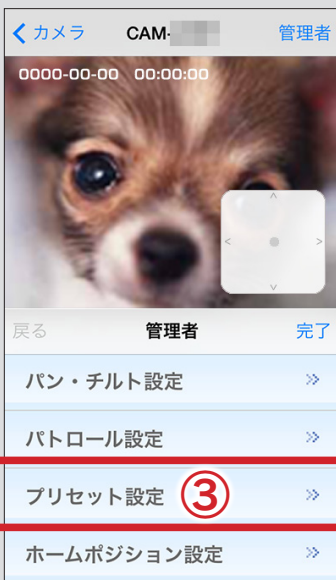 カメラ CAM- 管理者
0000-00-00 00:00:00
戻る 管理者 完了
パン・チルト設定
パトロール設定
プリセット設定 ③
ホームポジション設定